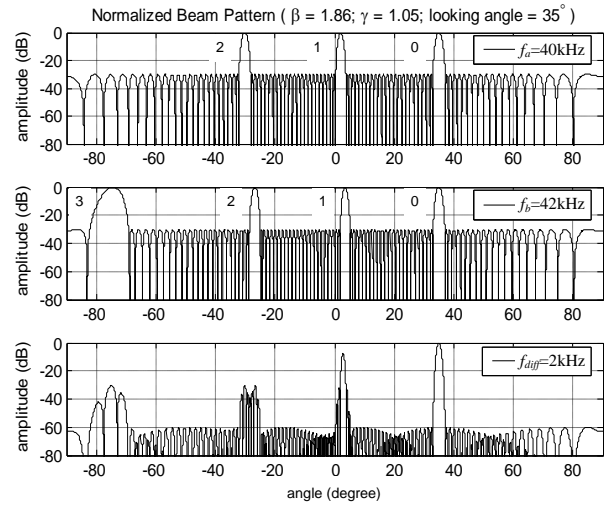 Normalized Beam Pattern ( β = 1.86; γ = 1.05; looking angle = 35° )
amplitude (dB)
0
-20
-40
-60
-80
2
1
0
f_a=40kHz
-80 -60 -40 -20 0 20 40 60 80
amplitude (dB)
0
-20
-40
-60
-80
3
2
1
0
f_b=42kHz
-80 -60 -40 -20 0 20 40 60 80
amplitude (dB)
0
-20
-40
-60
-80
f_diff=2kHz
-80 -60 -40 -20 0 20 40 60 80
angle (degree)